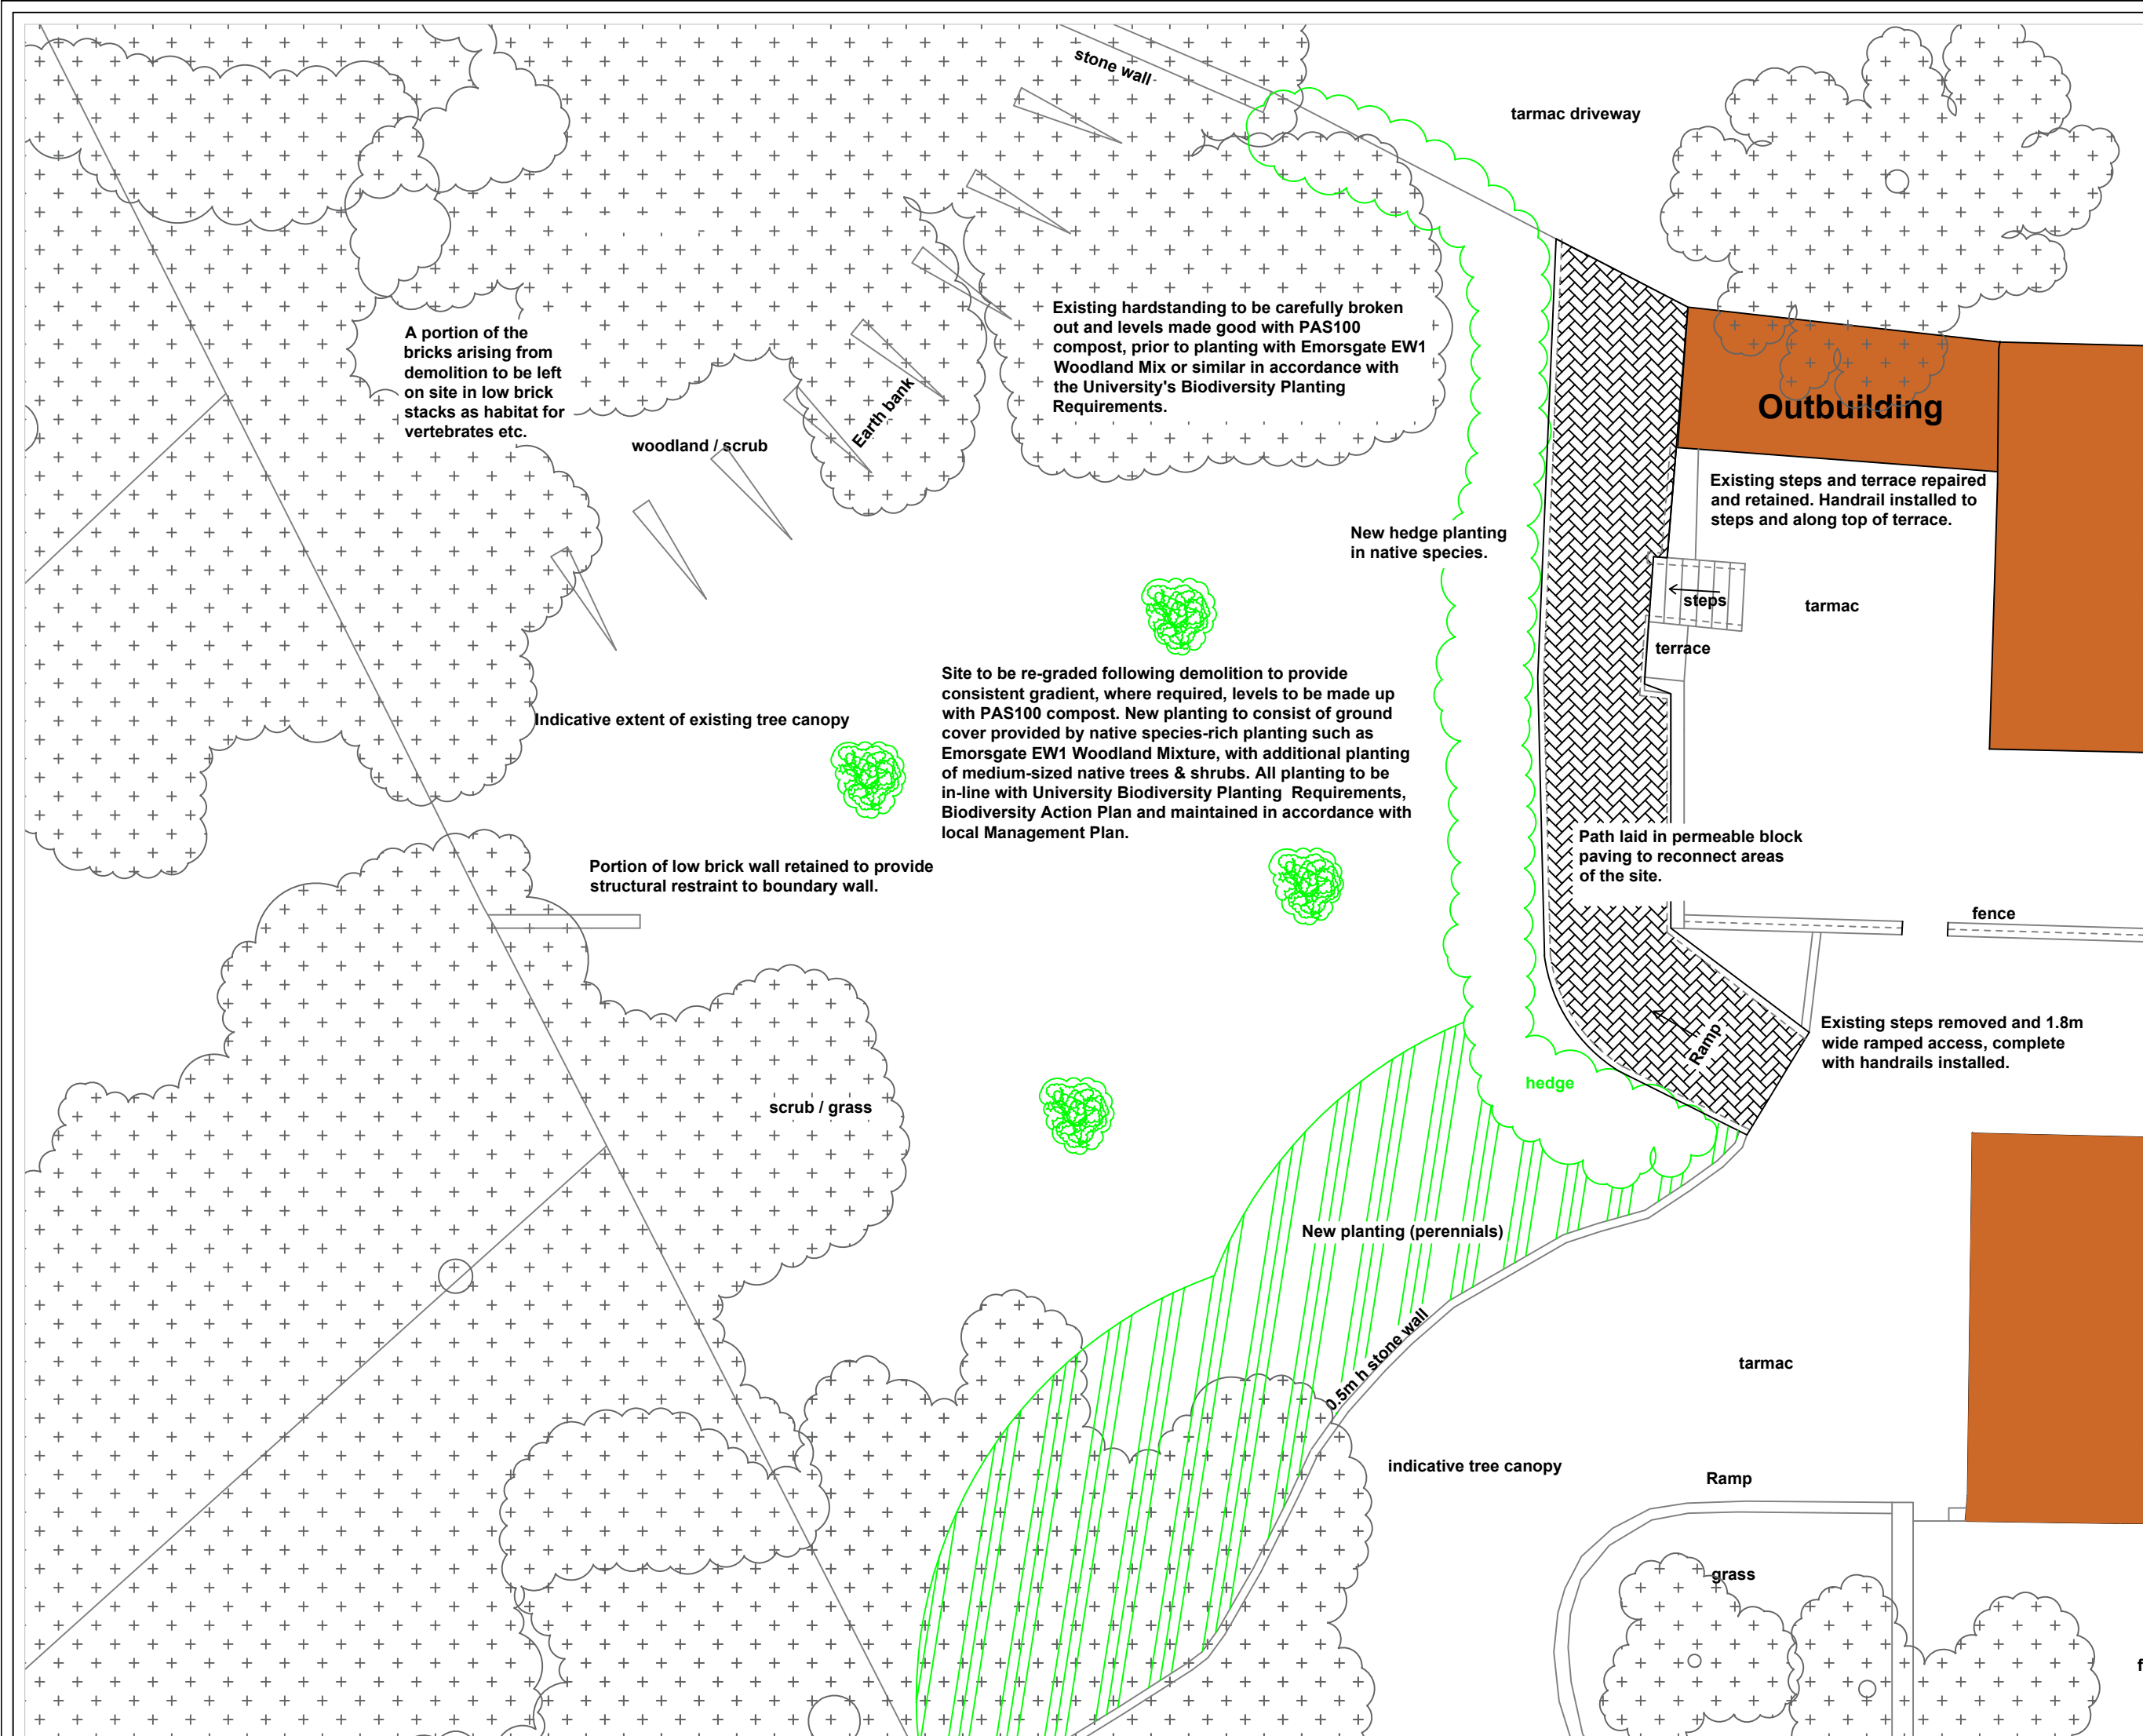 stone wall
tarmac driveway
Existing hardstanding to be carefully broken
out and levels made good with PAS100
compost, prior to planting with Emorsgate EW1
Woodland Mix or similar in accordance with
the University's Biodiversity Planting
Requirements.
A portion of the
bricks arising from
demolition to be left
on site in low brick
stacks as habitat for
vertebrates etc.
Earth bank
woodland / scrub
Outbuilding
Existing steps and terrace repaired
and retained. Handrail installed to
steps and along top of terrace.
New hedge planting
in native species.
steps
tarmac
terrace
Site to be re-graded following demolition to provide
consistent gradient, where required, levels to be made up
with PAS100 compost. New planting to consist of ground
cover provided by native species-rich planting such as
Emorsgate EW1 Woodland Mixture, with additional planting
of medium-sized native trees & shrubs. All planting to be
in-line with University Biodiversity Planting Requirements,
Biodiversity Action Plan and maintained in accordance with
local Management Plan.
Indicative extent of existing tree canopy
Path laid in permeable block
paving to reconnect areas
of the site.
Portion of low brick wall retained to provide
structural restraint to boundary wall.
fence
Existing steps removed and 1.8m
wide ramped access, complete
with handrails installed.
Ramp
hedge
scrub / grass
New planting (perennials)
0.5m h stone wall
tarmac
indicative tree canopy
Ramp
grass